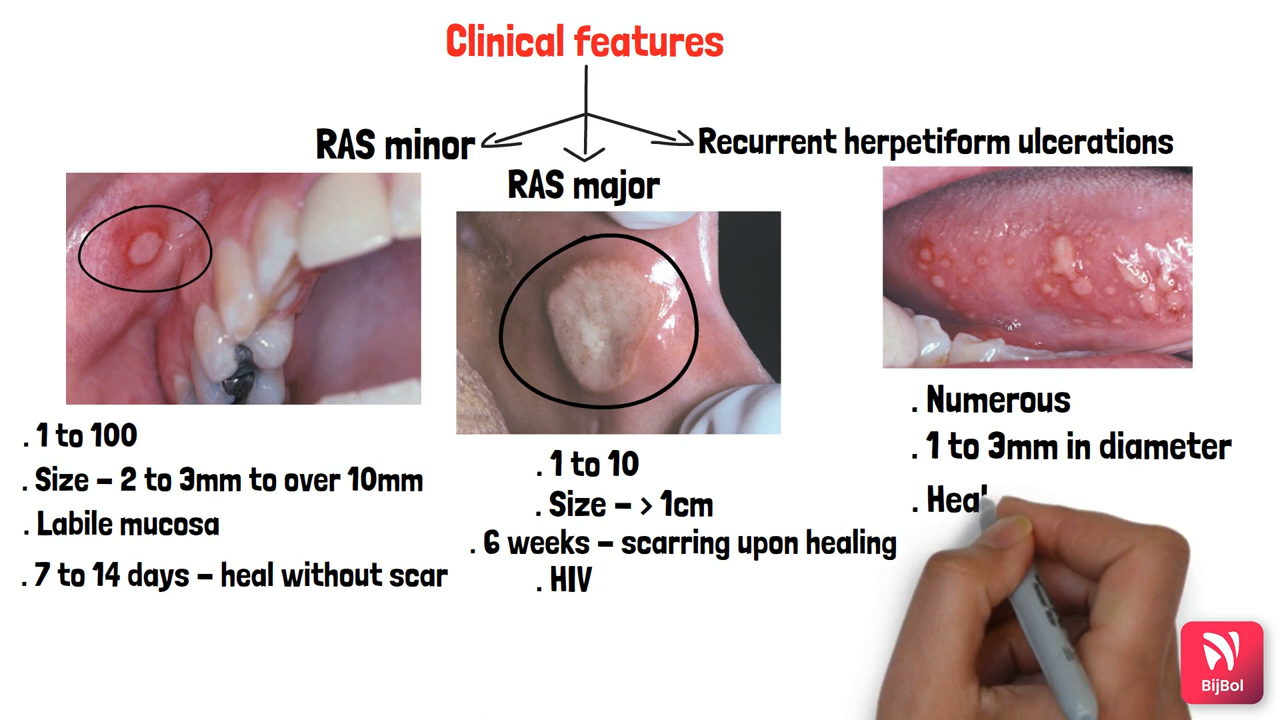 Clinical features
RAS minor
RAS major
Recurrent herpetiform ulcerations
. 1 to 100
. Size – 2 to 3mm to over 10mm
. Labile mucosa
. 7 to 14 days – heal without scar
. 1 to 10
. Size – > 1cm
. 6 weeks – scarring upon healing
. HIV
. Numerous
. 1 to 3mm in diameter
. Heal
BijBol